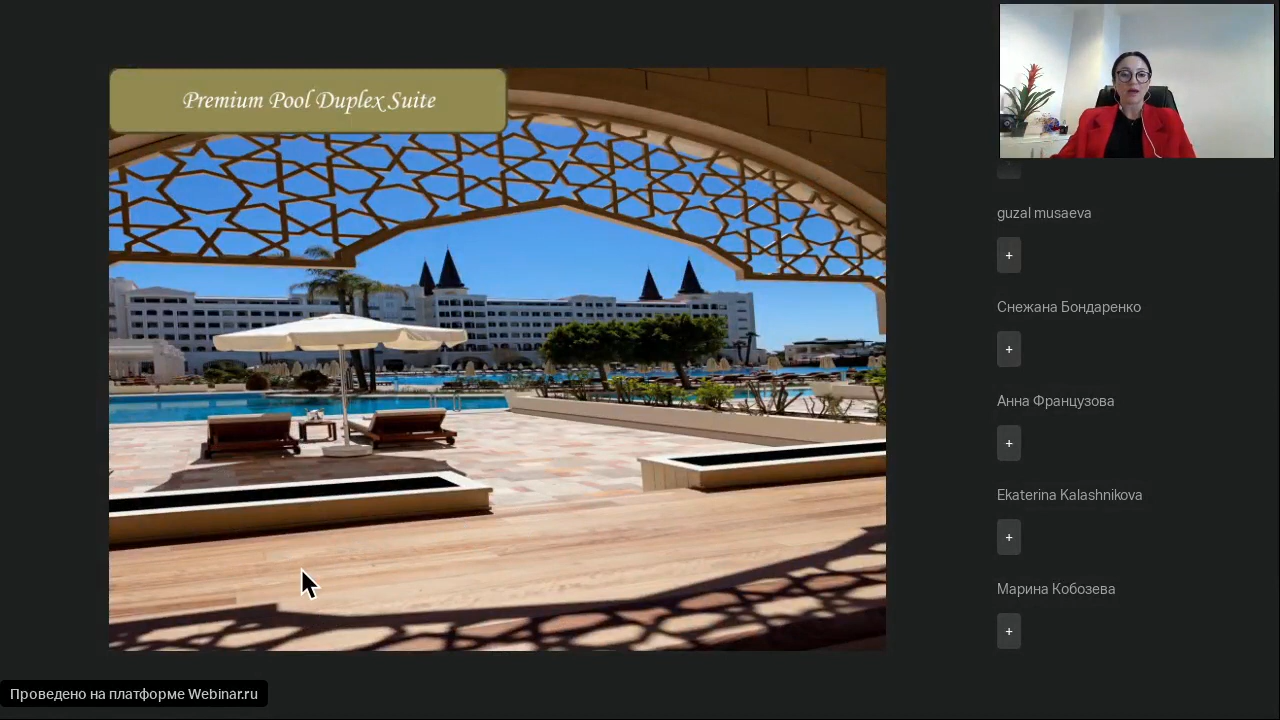 Premium Pool Duplex Suite
guzal musaeva
+
Снежана Бондаренко
+
Анна Французова
+
Ekaterina Kalashnikova
+
Марина Кобозева
+
Проведено на платформе Webinar.ru